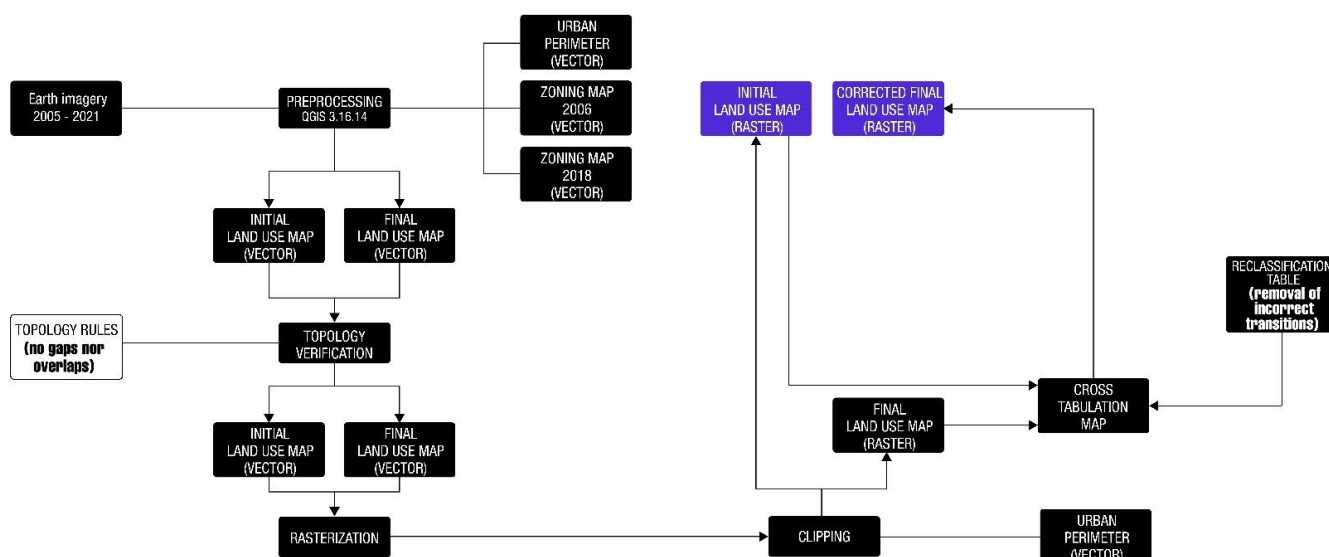 Earth imagery
2005 - 2021
PREPROCESSING
QGIS 3.16.14
URBAN
PERIMETER
(VECTOR)
ZONING MAP
2006
(VECTOR)
ZONING MAP
2018
(VECTOR)
INITIAL
LAND USE MAP
(VECTOR)
FINAL
LAND USE MAP
(VECTOR)
TOPOLOGY RULES
(no gaps nor
overlaps)
TOPOLOGY
VERIFICATION
INITIAL
LAND USE MAP
(VECTOR)
FINAL
LAND USE MAP
(VECTOR)
RASTERIZATION
INITIAL
LAND USE MAP
(RASTER)
CORRECTED FINAL
LAND USE MAP
(RASTER)
RECLASSIFICATION
TABLE
(removal of
incorrect
transitions)
CROSS
TABULATION
MAP
FINAL
LAND USE MAP
(RASTER)
CLIPPING
URBAN
PERIMETER
(VECTOR)